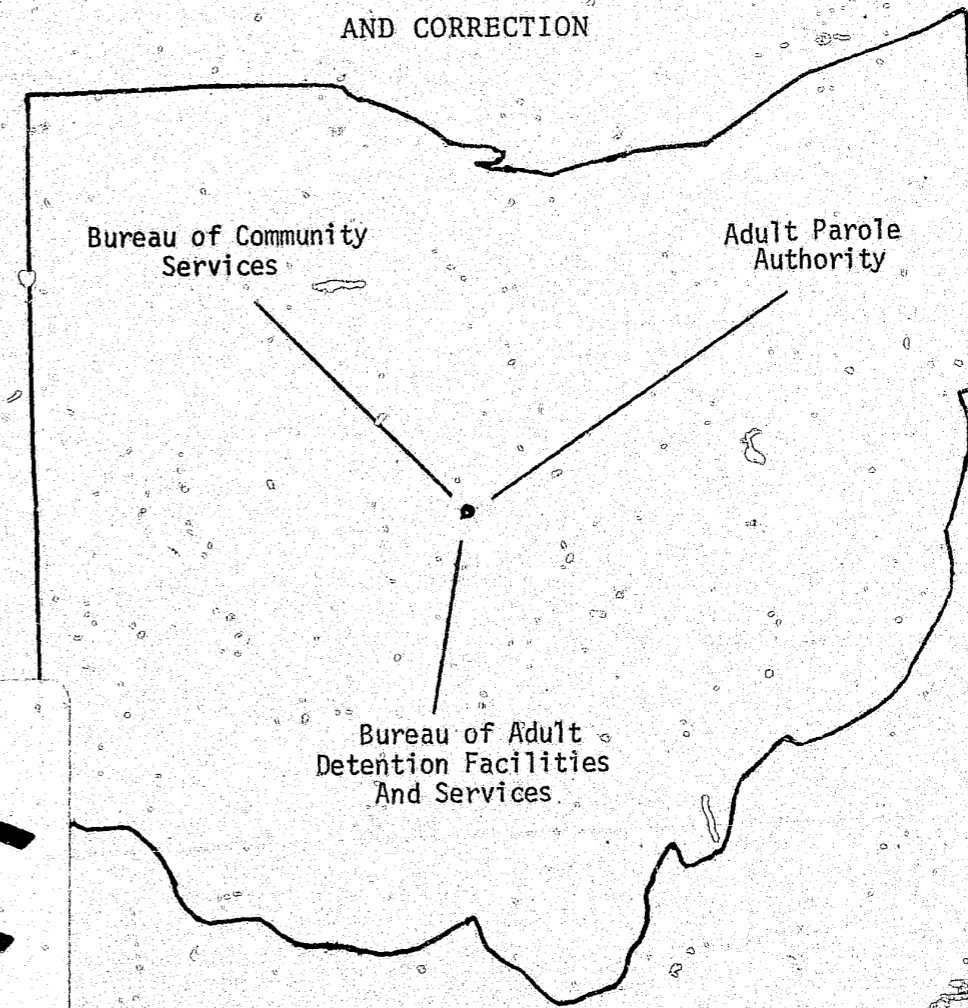 AND CORRECTION
Bureau of Community
Services
Adult Parole
Authority
Bureau of Adult
Detention Facilities
And Services